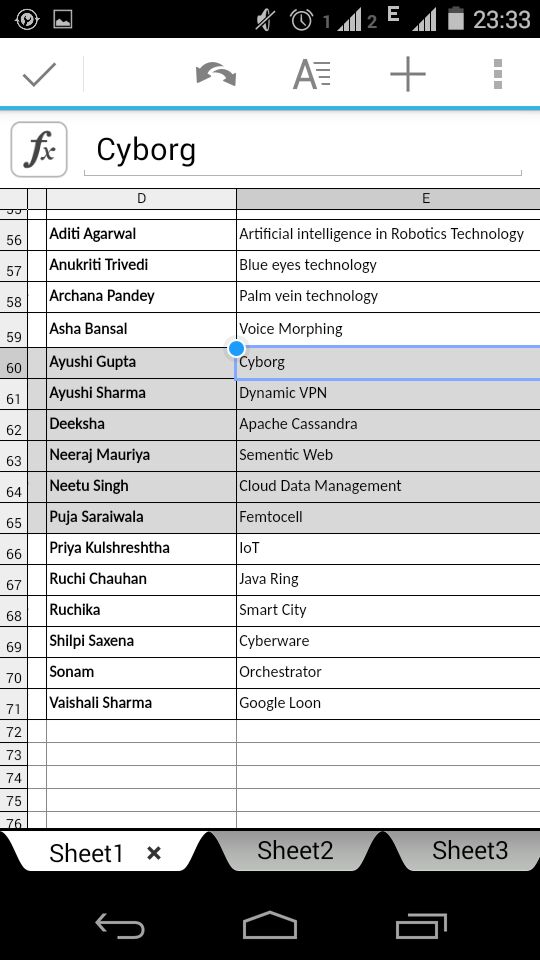 1 2 E 23:33
fx Cyborg
D E
55
56 Aditi Agarwal Artificial intelligence in Robotics Technology
57 Anukriti Trivedi Blue eyes technology
58 Archana Pandey Palm vein technology
59 Asha Bansal Voice Morphing
60 Ayushi Gupta Cyborg
61 Ayushi Sharma Dynamic VPN
62 Deeksha Apache Cassandra
63 Neeraj Mauriya Sementic Web
64 Neetu Singh Cloud Data Management
65 Puja Saraiwala Femtocell
66 Priya Kulshreshtha IoT
67 Ruchi Chauhan Java Ring
68 Ruchika Smart City
69 Shilpi Saxena Cyberware
70 Sonam Orchestrator
71 Vaishali Sharma Google Loon
72
73
74
75
76
Sheet1 × Sheet2 Sheet3